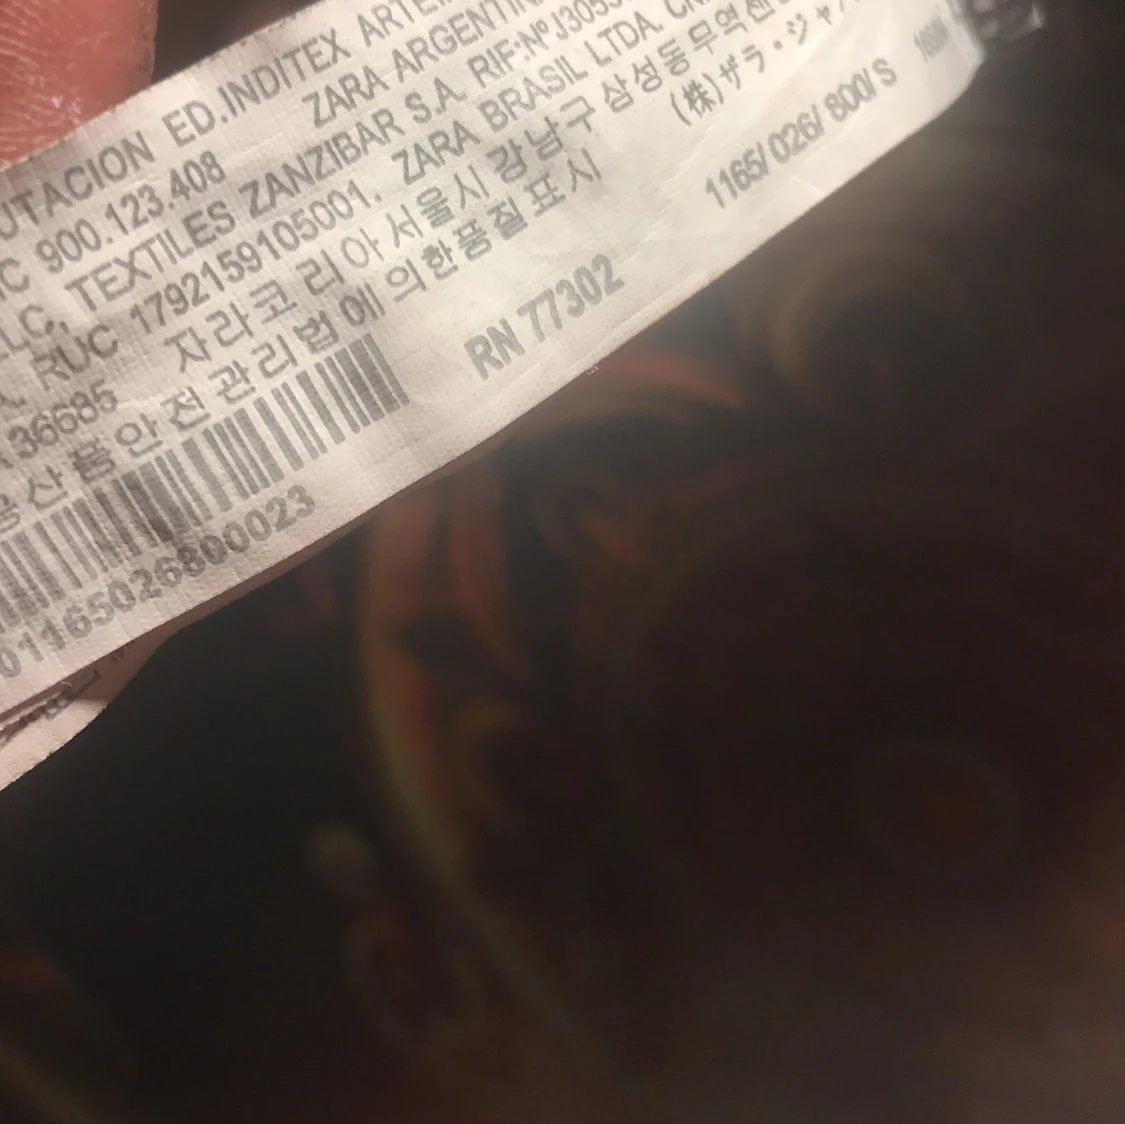 UTACION ED.INDITEX
ZARA ARGENTIN
C 900.123.408
LLC, TEXTILES ZANZIBAR S.A. RIF:Nº
RUC 1792159105001, ZARA BRASIL LTDA.
36685 자라코리아 서울시 강남구 삼성동 무역센
(株)ザラ・ジャ
용산품안전관리법에 의한품질표시
1165/026/800/S
RN 77302
01165026800023